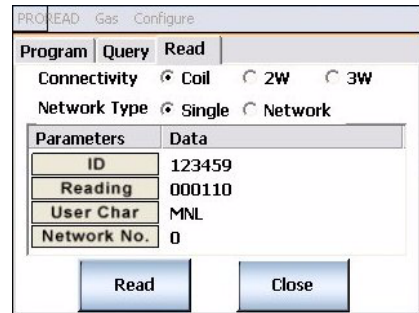 PROREAD Gas Configure
Program Query Read
Connectivity Coil 2W 3W
Network Type Single Network
Parameters Data
ID 123459
Reading 000110
User Char MNL
Network No. 0
Read Close